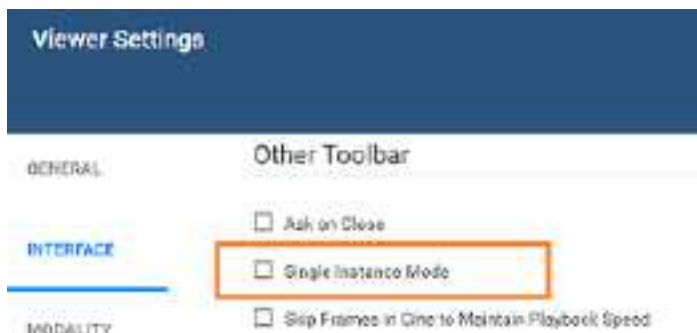 Viewer Settings
Other Toolbar
GENERAL
Ask on Close
INTERFACE
Single Instance Mode
MODALITY
Skip Frames in Cine to Maintain Playback Speed